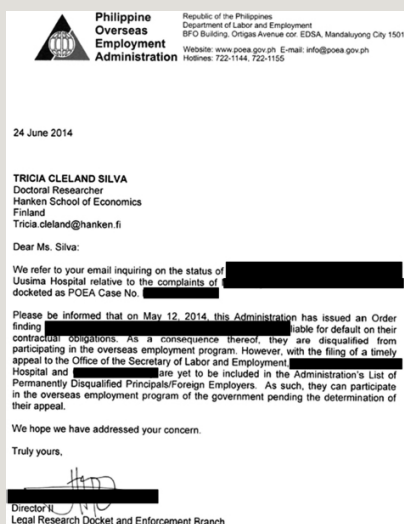 Philippine
Overseas
Employment
Administration
Republic of the Philippines
Department of Labor and Employment
BFO Building, Ortigas Avenue cor. EDSA, Mandaluyong City 1501
Website: www.poea.gov.ph E-mail: info@poea.gov.ph
Hotlines: 722-1144, 722-1155
24 June 2014
TRICIA CLELAND SILVA
Doctoral Researcher
Hanken School of Economics
Finland
Tricia.cleland@hanken.fi
Dear Ms. Silva:
We refer to your email inquiring on the status of
Uusima Hospital relative to the complaints of
docketed as POEA Case No.
Please be informed that on May 12, 2014, this Administration has issued an Order
finding liable for default on their
contractual obligations. As a consequence thereof, they are disqualified from
participating in the overseas employment program. However, with the filing of a timely
appeal to the Office of the Secretary of Labor and Employment,
Hospital and are yet to be included in the Administration's List of
Permanently Disqualified Principals/Foreign Employers. As such, they can participate
in the overseas employment program of the government pending the determination of
their appeal.
We hope we have addressed your concern.
Truly yours,
Director II
Legal Research Docket and Enforcement Branch